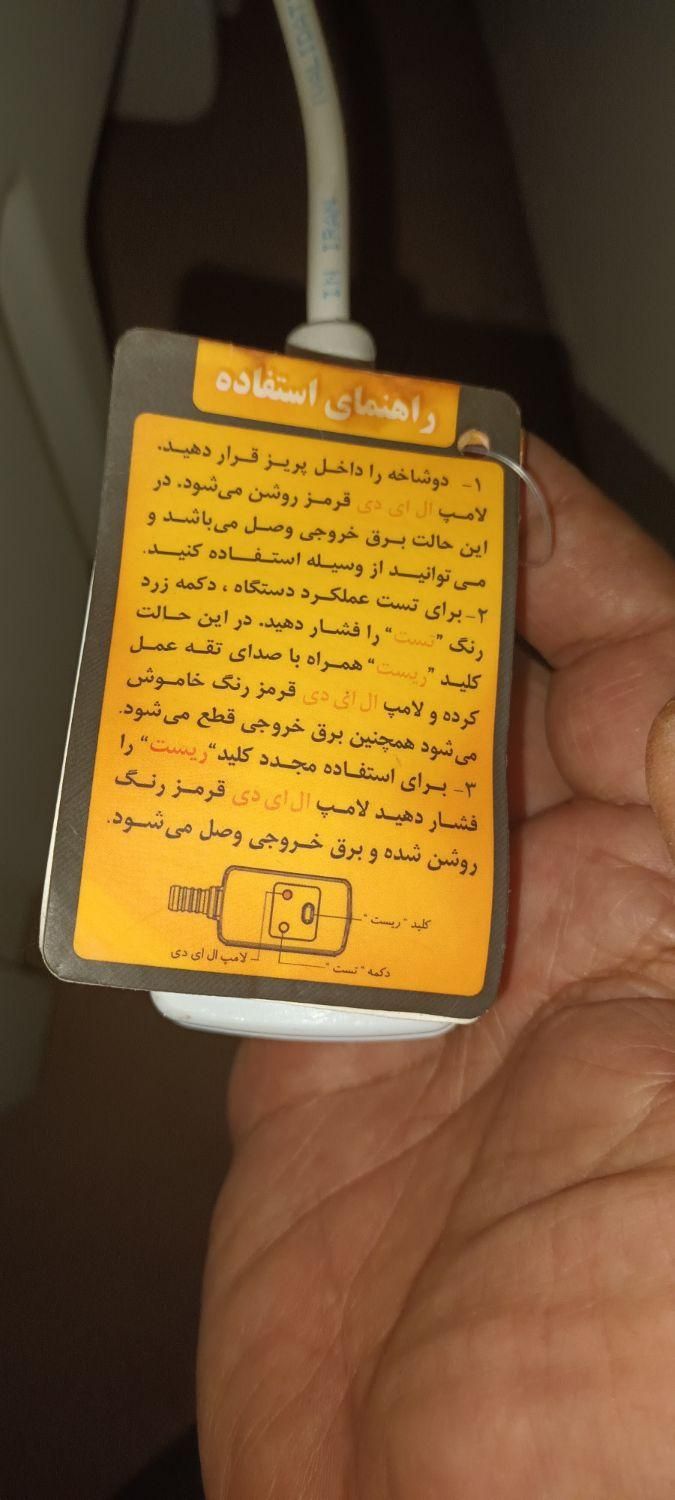 VALIDAT
IN IRAN
راهنمای استفاده
۱- دوشاخه را داخل پریز قرار دهید.
لامپ ال ای دی قرمز روشن می‌شود. در
این حالت برق خروجی وصل می‌باشد و
می‌توانید از وسیله استفاده کنید.
۲- برای تست عملکرد دستگاه ، دکمه زرد
رنگ "تست" را فشار دهید. در این حالت
کلید "ریست" همراه با صدای تقه عمل
کرده و لامپ ال ای دی قرمز رنگ خاموش
می‌شود همچنین برق خروجی قطع می‌شود.
۳- برای استفاده مجدد کلید "ریست" را
فشار دهید لامپ ال ای دی قرمز رنگ
روشن شده و برق خروجی وصل می‌شود.
کلید " ریست "
لامپ ال ای دی
دکمه " تست "